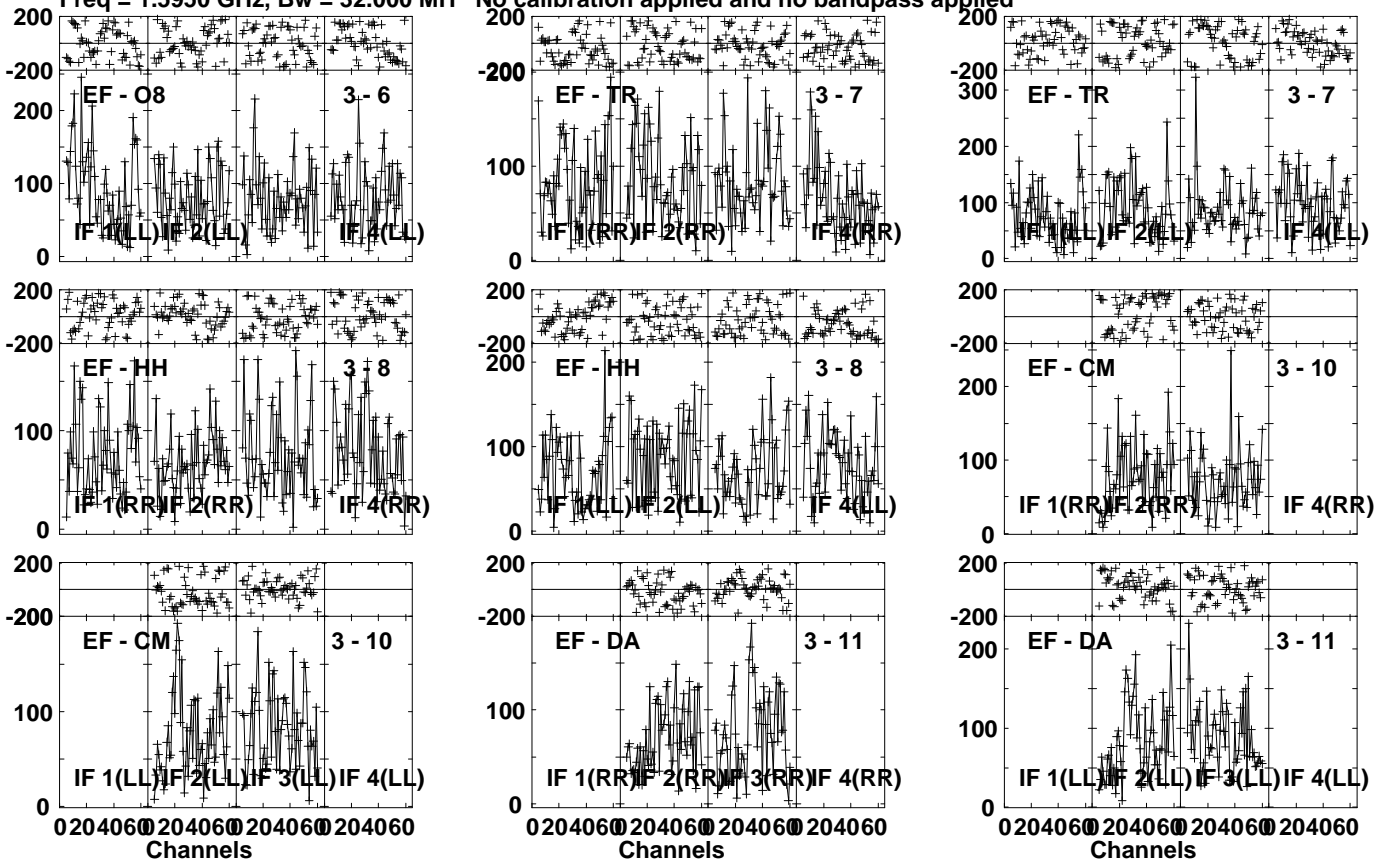 Freq = 1.5950 GHz, Bw = 32.000 MH No calibration applied and no bandpass applied
200 200 200
-200 -200 -200
EF - O8 3 - 6 EF - TR 3 - 7 EF - TR 3 - 7
200 200 300
100 100 200
0 0 100
0
IF 1(LL) IF 2(LL) IF 4(LL) IF 1(RR) IF 2(RR) IF 4(RR) IF 1(LL) IF 2(LL) IF 4(LL)
200 200 200
-200 -200 -200
EF - HH 3 - 8 EF - HH 3 - 8 EF - CM 3 - 10
100 200 200
0 100 100
0 0
IF 1(RR) IF 2(RR) IF 4(RR) IF 1(LL) IF 2(LL) IF 4(LL) IF 1(RR) IF 2(RR) IF 4(RR)
200 200 200
-200 -200 -200
EF - CM 3 - 10 EF - DA 3 - 11 EF - DA 3 - 11
100 100 200
0 0 100
0
IF 1(LL) IF 2(LL) IF 3(LL) IF 4(LL) IF 1(RR) IF 2(RR) IF 3(RR) IF 4(RR) IF 1(LL) IF 2(LL) IF 3(LL) IF 4(LL)
0 20 40 60 0 20 40 60 0 20 40 60 0 20 40 60 0 20 40 60 0 20 40 60 0 20 40 60 0 20 40 60 0 20 40 60 0 20 40 60 0 20 40 60 0 20 40 60
Channels Channels Channels